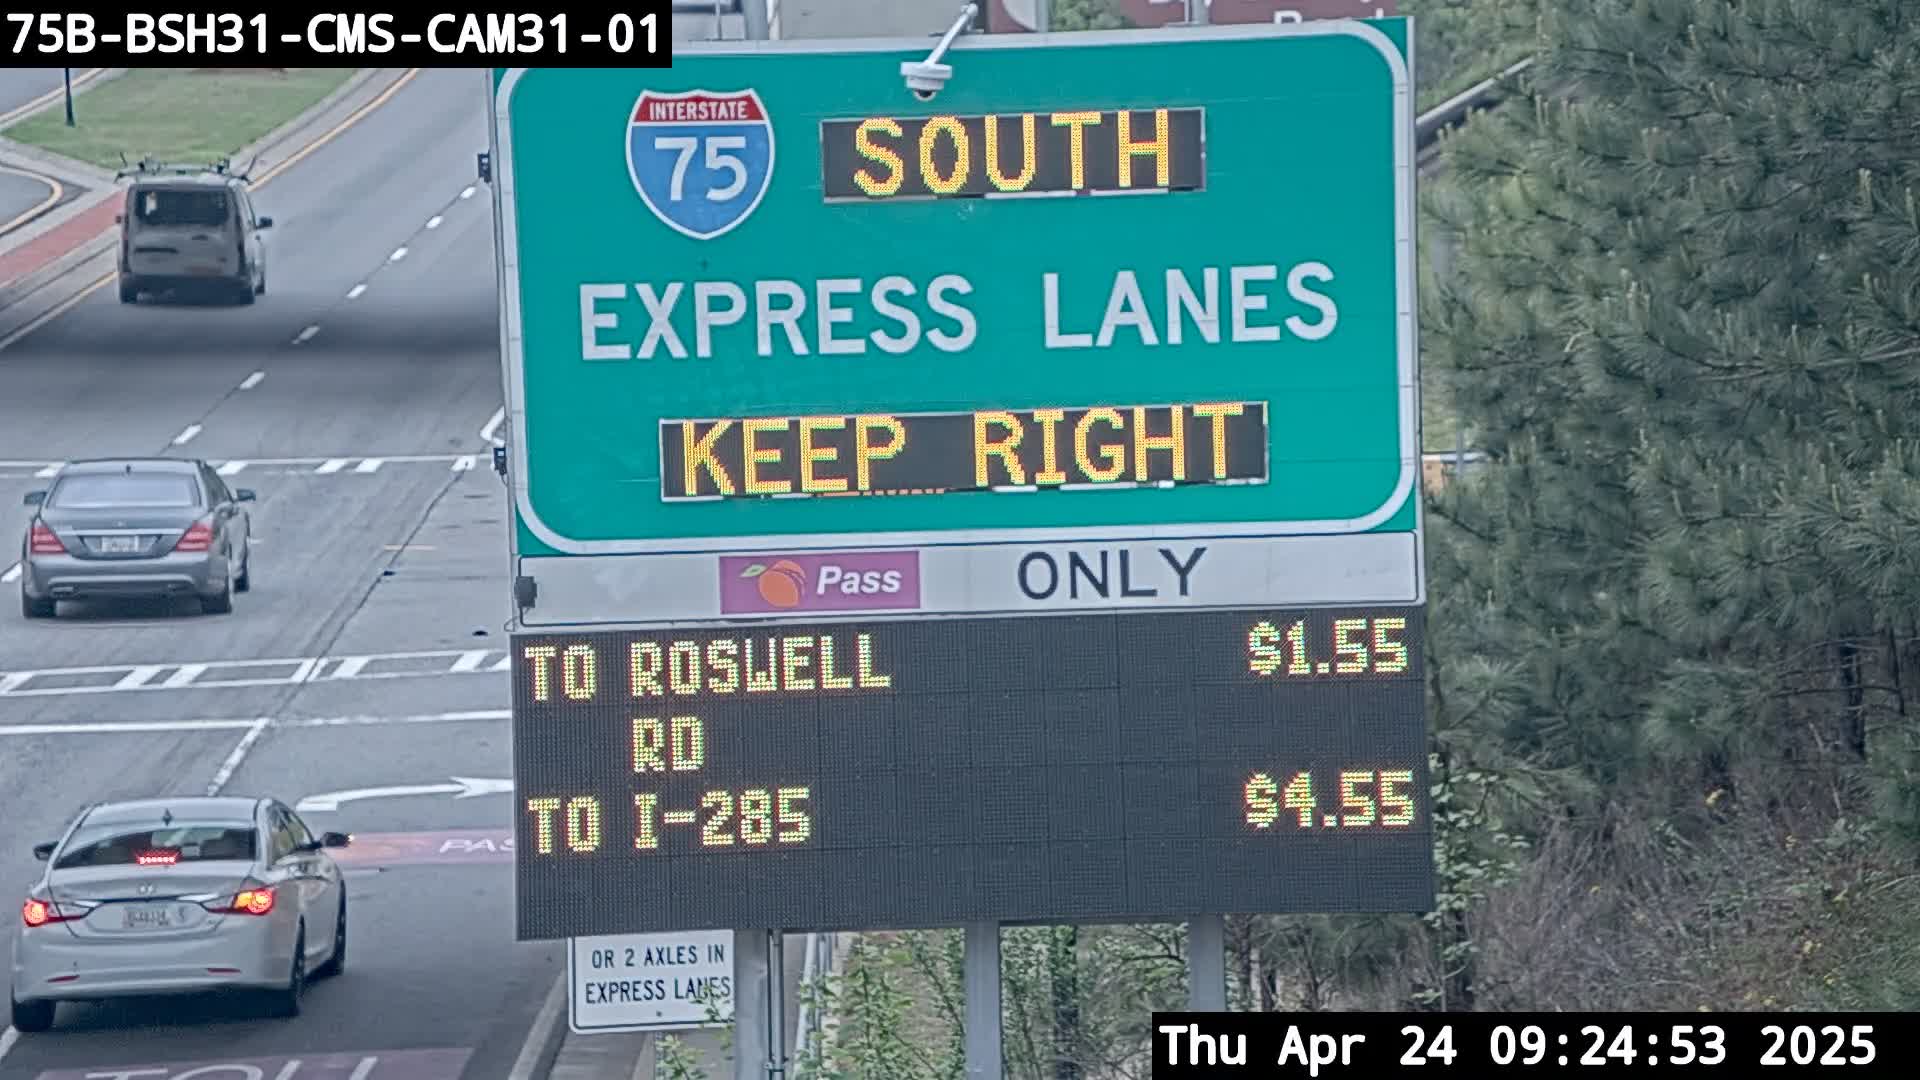 75B-BSH31-CMS-CAM31-01
INTERSTATE
75
SOUTH
EXPRESS LANES
KEEP RIGHT
Pass
ONLY
TO ROSWELL $1.55
RD
TO I-285 $4.55
OR 2 AXLES IN
EXPRESS LANES
TOLL
Thu Apr 24 09:24:53 2025